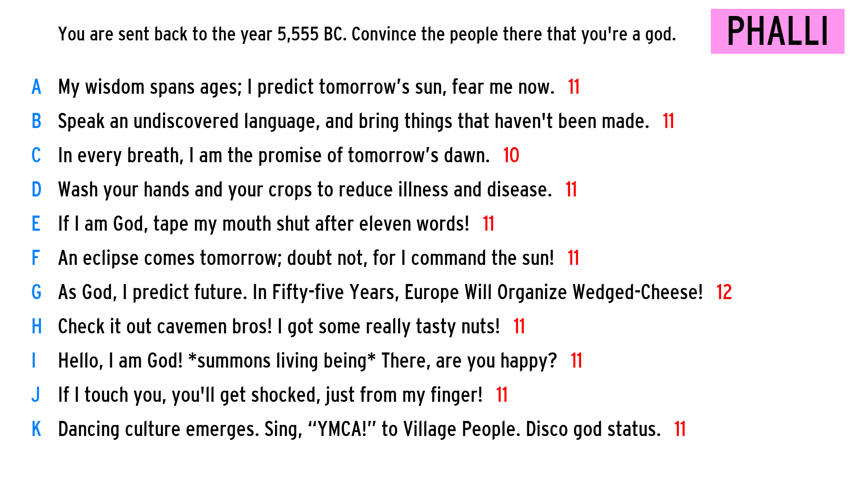 You are sent back to the year 5,555 BC. Convince the people there that you're a god.
PHALLI
A My wisdom spans ages; I predict tomorrow’s sun, fear me now. 11
B Speak an undiscovered language, and bring things that haven't been made. 11
C In every breath, I am the promise of tomorrow’s dawn. 10
D Wash your hands and your crops to reduce illness and disease. 11
E If I am God, tape my mouth shut after eleven words! 11
F An eclipse comes tomorrow; doubt not, for I command the sun! 11
G As God, I predict future. In Fifty-five Years, Europe Will Organize Wedged-Cheese! 12
H Check it out cavemen bros! I got some really tasty nuts! 11
I Hello, I am God! *summons living being* There, are you happy? 11
J If I touch you, you'll get shocked, just from my finger! 11
K Dancing culture emerges. Sing, “YMCA!” to Village People. Disco god status. 11